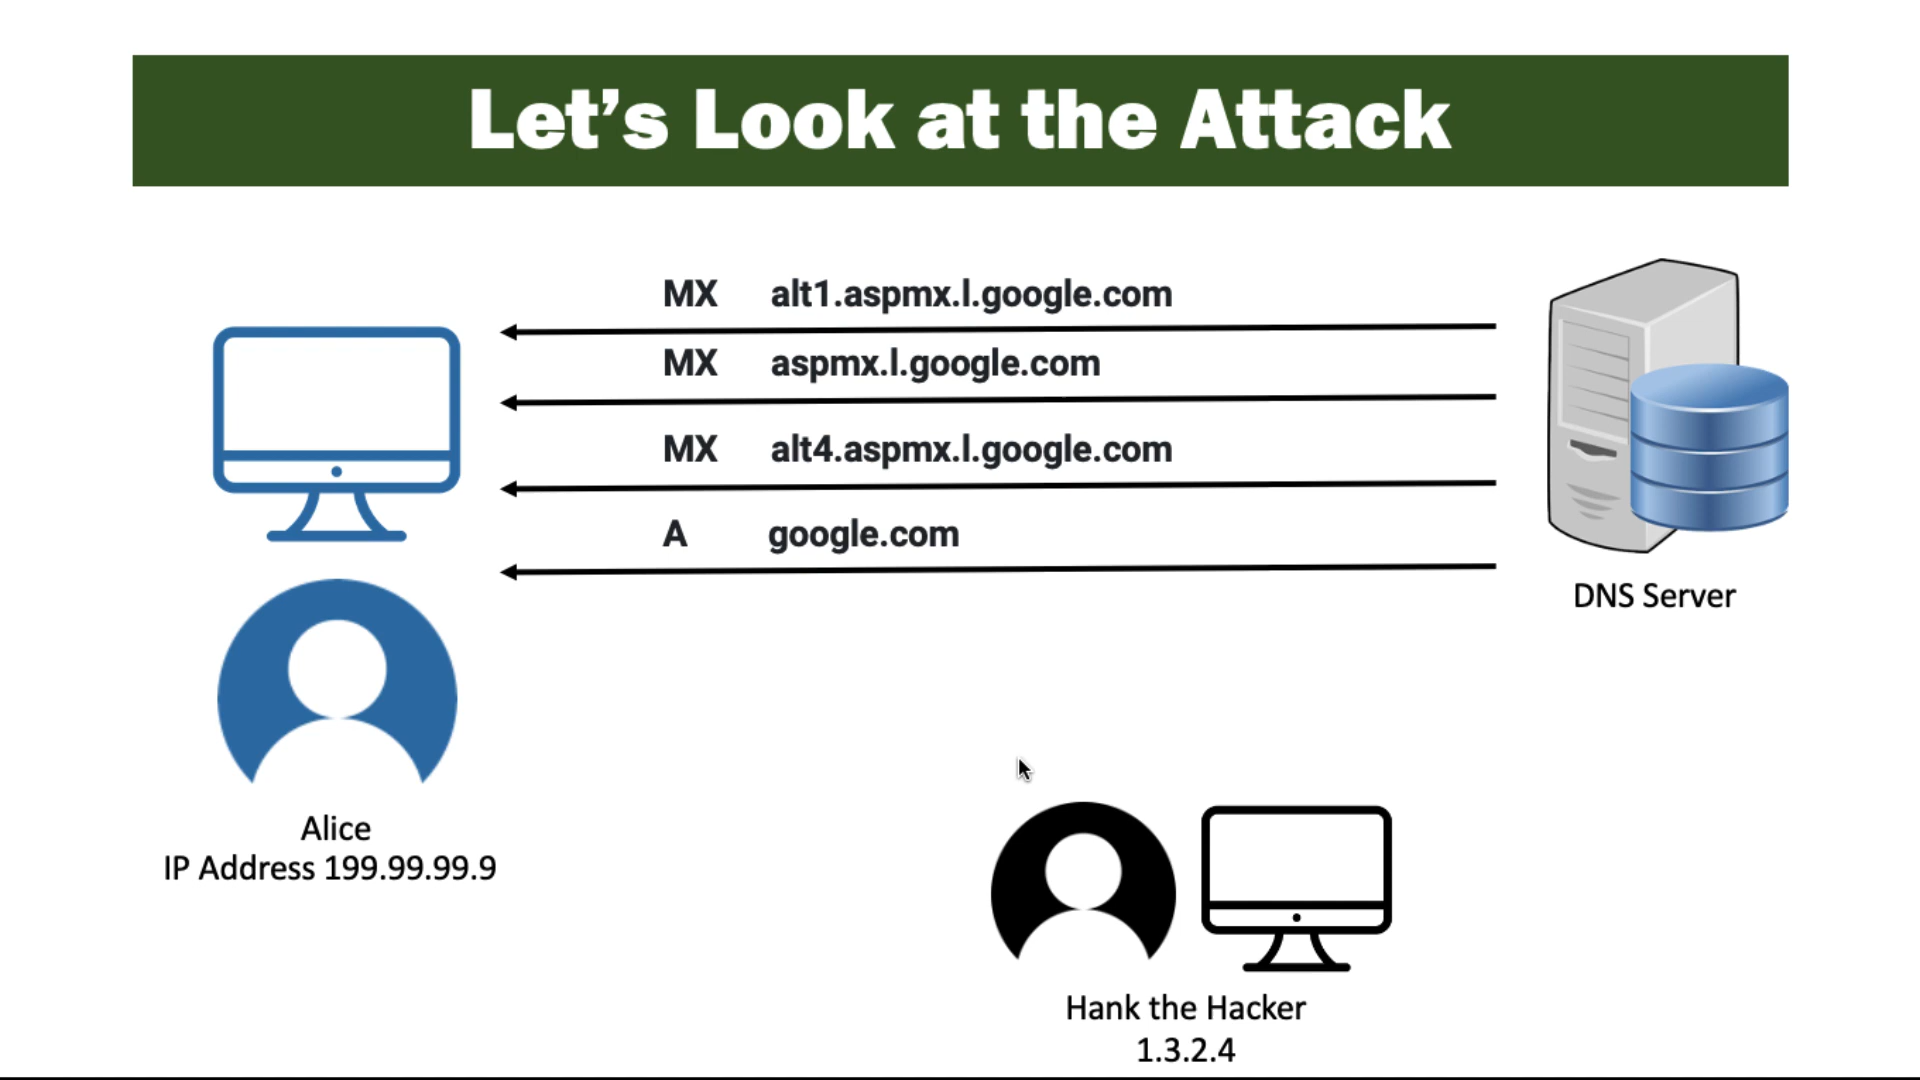 Let's Look at the Attack
MX alt1.aspmx.l.google.com
MX aspmx.l.google.com
MX alt4.aspmx.l.google.com
A google.com
DNS Server
Alice
IP Address 199.99.99.9
Hank the Hacker
1.3.2.4